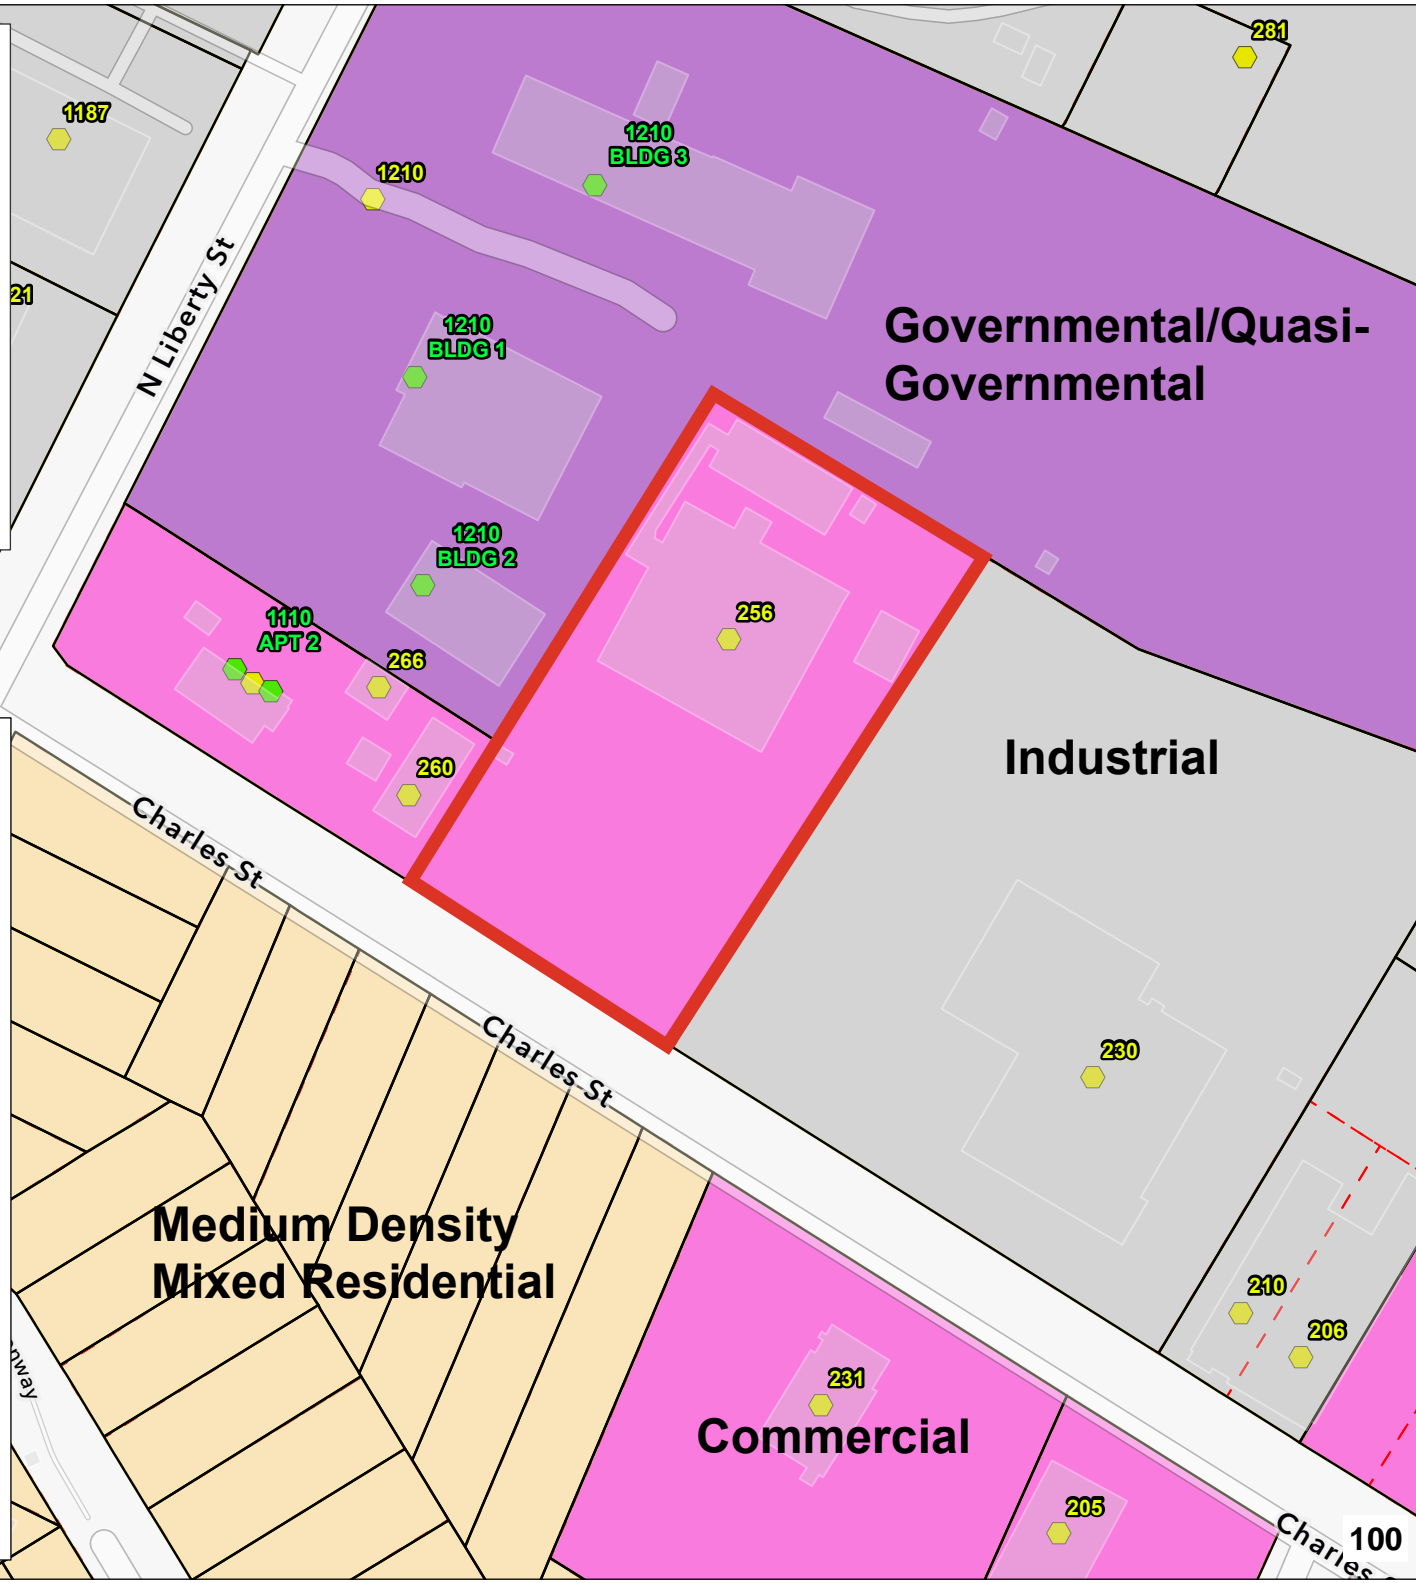 281
1187
1210
BLDG 3
1210
21
N Liberty St
1210
BLDG 1
Governmental/Quasi-
Governmental
1210
BLDG 2
256
1110
APT 2
266
260
Industrial
Charles St
Charles St
230
Medium Density
Mixed Residential
210
206
231
Commercial
205
Charles
100